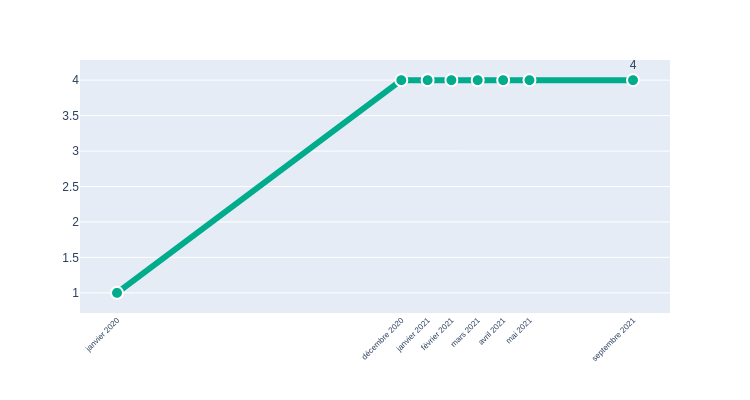 4
4
3.5
3
2.5
2
1.5
1
janvier 2020
décembre 2020
janvier 2021
février 2021
mars 2021
avril 2021
mai 2021
septembre 2021